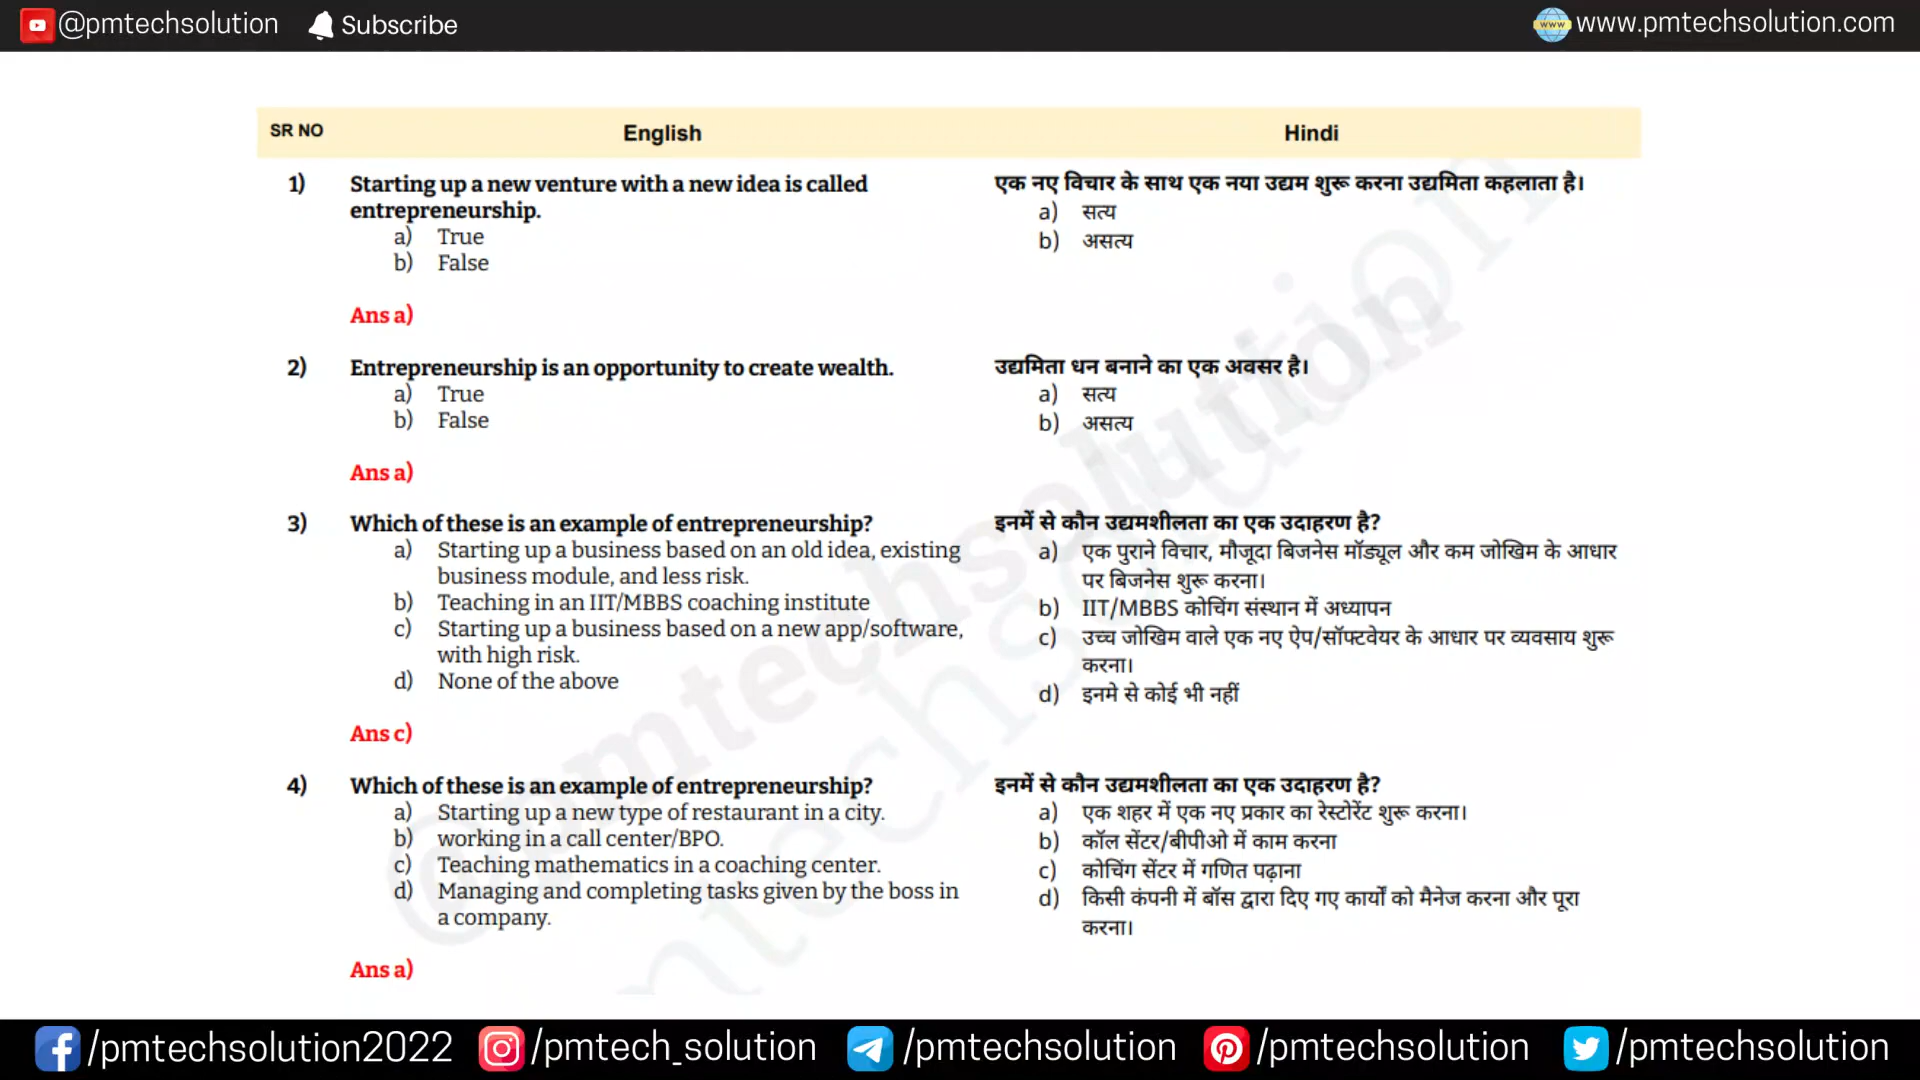 @pmtechsolution Subscribe www.pmtechsolution.com
SR NO English Hindi
1) Starting up a new venture with a new idea is called
entrepreneurship.
a) True
b) False
Ans a)
एक नए विचार के साथ एक नया उद्यम शुरू करना उद्यमिता कहलाता है।
a) सत्य
b) असत्य
2) Entrepreneurship is an opportunity to create wealth.
a) True
b) False
Ans a)
उद्यमिता धन बनाने का एक अवसर है।
a) सत्य
b) असत्य
3) Which of these is an example of entrepreneurship?
a) Starting up a business based on an old idea, existing
business module, and less risk.
b) Teaching in an IIT/MBBS coaching institute
c) Starting up a business based on a new app/software,
with high risk.
d) None of the above
Ans c)
इनमें से कौन उद्यमशीलता का एक उदाहरण है?
a) एक पुराने विचार, मौजूदा बिजनेस मॉड्यूल और कम जोखिम के आधार
पर बिजनेस शुरू करना।
b) IIT/MBBS कोचिंग संस्थान में अध्यापन
c) उच्च जोखिम वाले एक नए ऐप/सॉफ्टवेयर के आधार पर व्यवसाय शुरू
करना।
d) इनमे से कोई भी नहीं
4) Which of these is an example of entrepreneurship?
a) Starting up a new type of restaurant in a city.
b) working in a call center/BPO.
c) Teaching mathematics in a coaching center.
d) Managing and completing tasks given by the boss in
a company.
Ans a)
इनमें से कौन उद्यमशीलता का एक उदाहरण है?
a) एक शहर में एक नए प्रकार का रेस्टोरेंट शुरू करना।
b) कॉल सेंटर/बीपीओ में काम करना
c) कोचिंग सेंटर में गणित पढ़ाना
d) किसी कंपनी में बॉस द्वारा दिए गए कार्यों को मैनेज करना और पूरा
करना।
@pmtechsolution
/pmtechsolution2022 /pmtech_solution /pmtechsolution /pmtechsolution /pmtechsolution